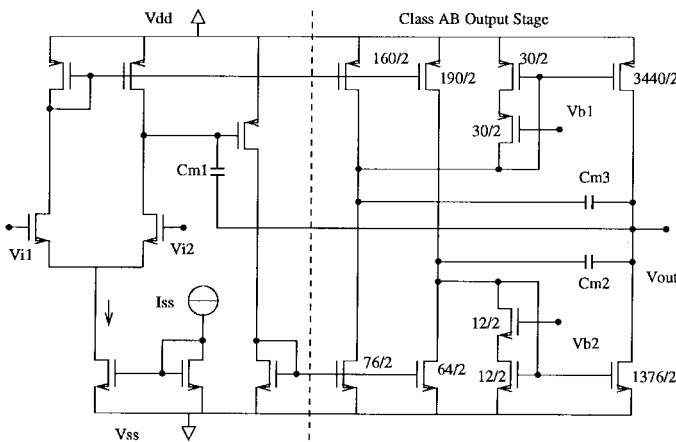 Vdd
Class AB Output Stage
160/2
190/2
30/2
3440/2
Vb1
30/2
Cm1
Cm3
Vi1
Vi2
Vout
Cm2
Iss
12/2
Vb2
76/2
64/2
12/2
1376/2
Vss